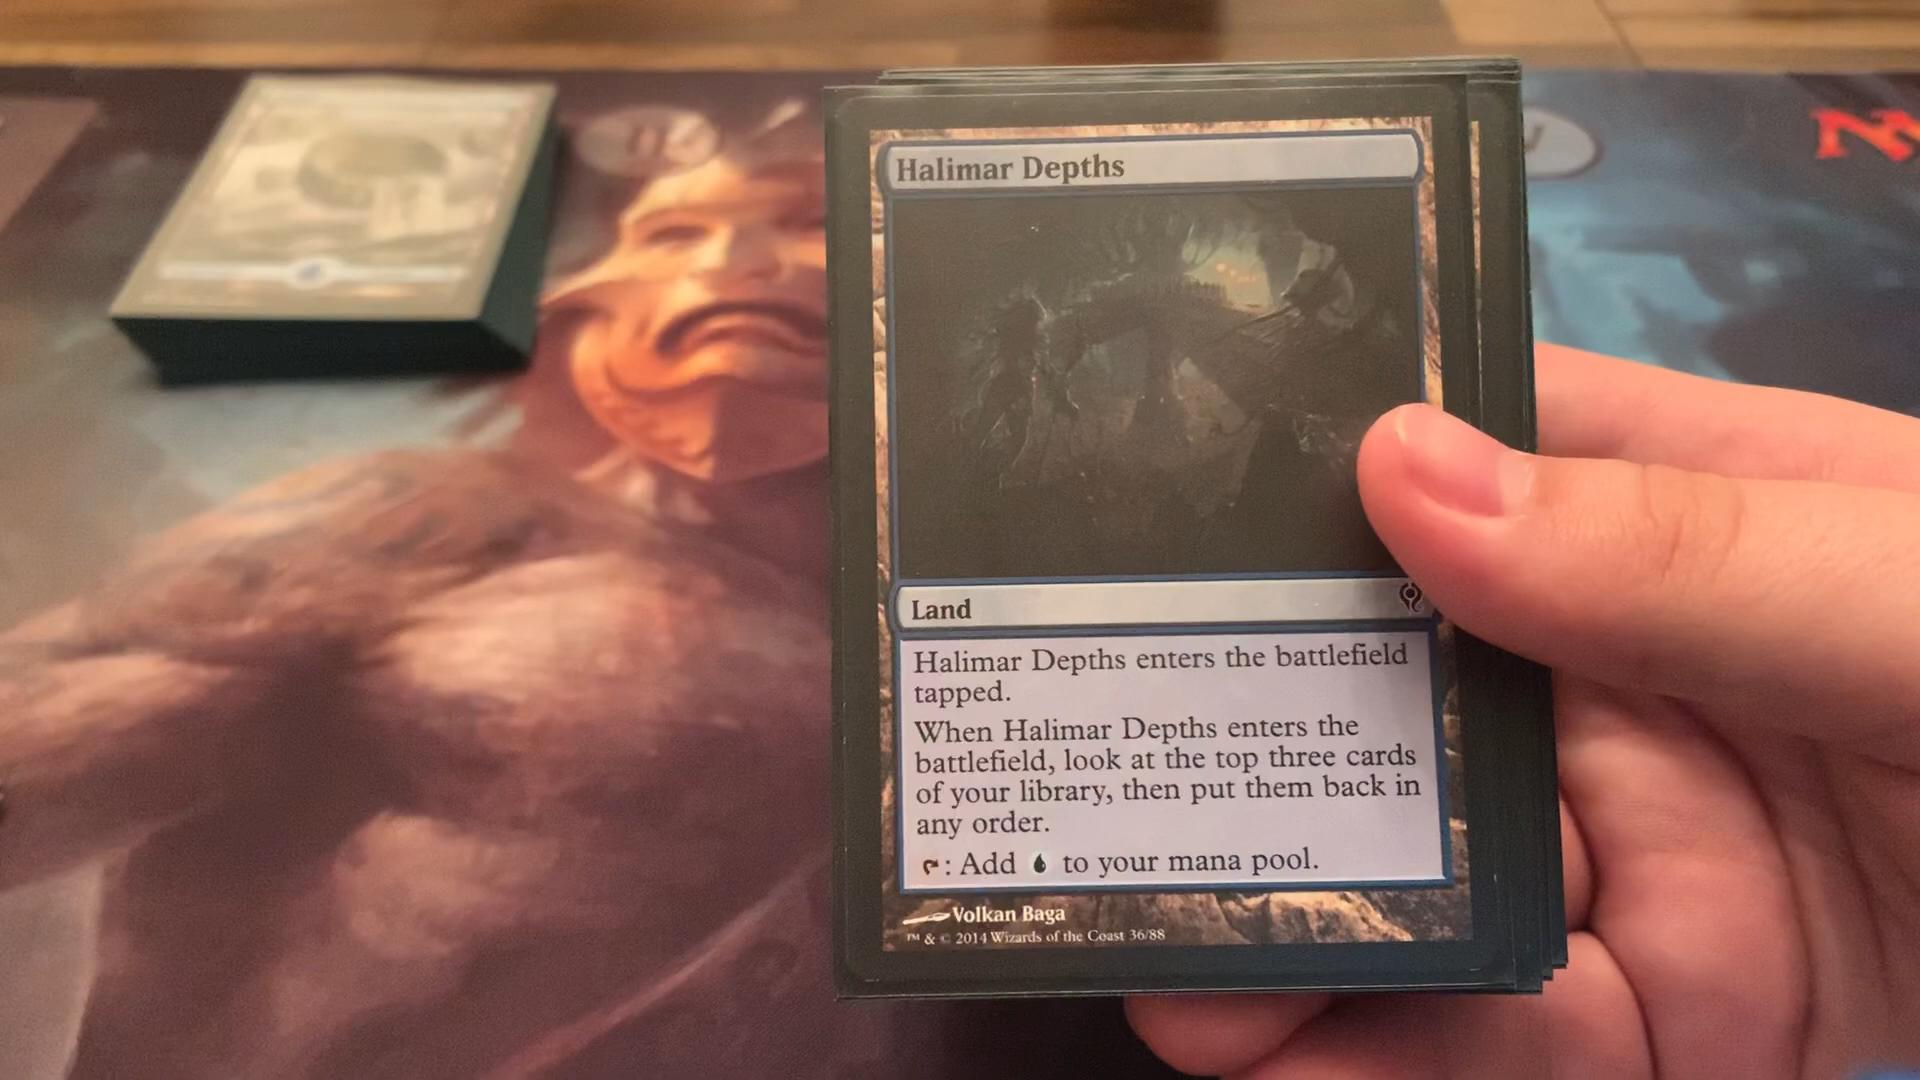 Halimar Depths
Land
Halimar Depths enters the battlefield
tapped.
When Halimar Depths enters the
battlefield, look at the top three cards
of your library, then put them back in
any order.
: Add to your mana pool.
Volkan Baga
™ & © 2014 Wizards of the Coast 36/88